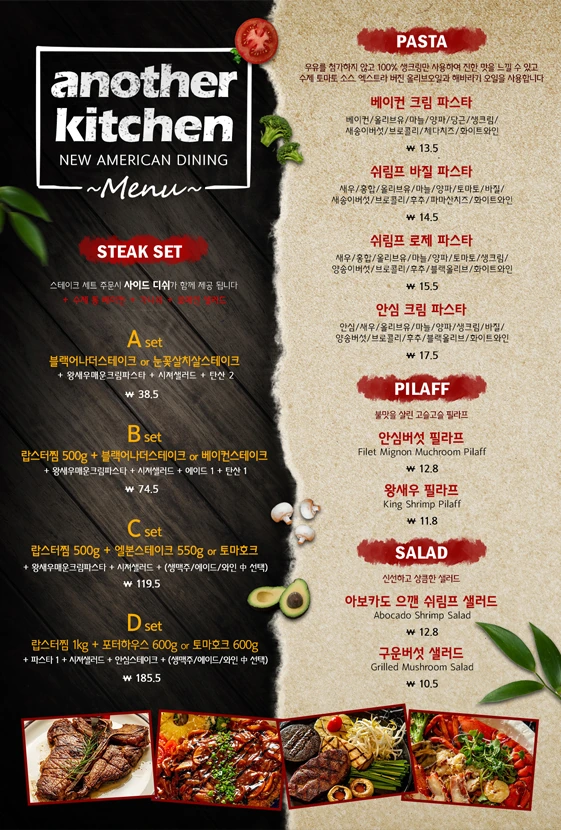 another
kitchen
NEW AMERICAN DINING
~Menu~
STEAK SET
스테이크 세트 주문시 사이드 디쉬가 함께 제공 됩니다
A set
블랙어나더스테이크 or 눈꽃살치살스테이크
+ 왕새우매운크림파스타 + 시저샐러드 + 탄산 2
₩ 38.5
B set
랍스터찜 500g + 블랙어나더스테이크 or 베이컨스테이크
+ 왕새우매운크림파스타 + 시저샐러드 + 에이드 1 + 탄산 1
₩ 74.5
C set
랍스터찜 500g + 엘본스테이크 550g or 토마호크
+ 왕새우매운크림파스타 + 시저샐러드 + (생맥주/에이드/와인 中 선택)
₩ 119.5
D set
랍스터찜 1kg + 포터하우스 600g or 토마호크 600g
+ 파스타 1 + 시저샐러드 + 안심스테이크 + (생맥주/에이드/와인 中 선택)
₩ 185.5
PASTA
우유를 첨가하지 않고 100% 생크림만 사용하여 진한 맛을 느낄 수 있고
수제 토마토 소스 엑스트라 버진 올리브오일과 해바라기 오일을 사용합니다
베이컨 크림 파스타
베이컨/올리브유/마늘/양파/당근/생크림/
새송이버섯/브로콜리/체다치즈/화이트와인
₩ 13.5
쉬림프 바질 파스타
새우/홍합/올리브유/마늘/양파/토마토/바질/
새송이버섯/브로콜리/후추/파마산치즈/화이트와인
₩ 14.5
쉬림프 로제 파스타
새우/홍합/올리브유/마늘/양파/토마토/생크림/
양송이버섯/브로콜리/후추/블랙올리브/화이트와인
₩ 15.5
안심 크림 파스타
안심/새우/올리브유/마늘/양파/생크림/바질/
양송버섯/브로콜리/후추/블랙올리브/화이트와인
₩ 17.5
PILAFF
불맛을 살린 고슬고슬 필라프
안심버섯 필라프
Filet Mignon Muchroom Pilaff
₩ 12.8
왕새우 필라프
King Shrimp Pilaff
₩ 11.8
SALAD
신선하고 상큼한 샐러드
아보카도 으깬 쉬림프 샐러드
Abocado Shrimp Salad
₩ 12.8
구운버섯 샐러드
Grilled Mushroom Salad
₩ 10.5